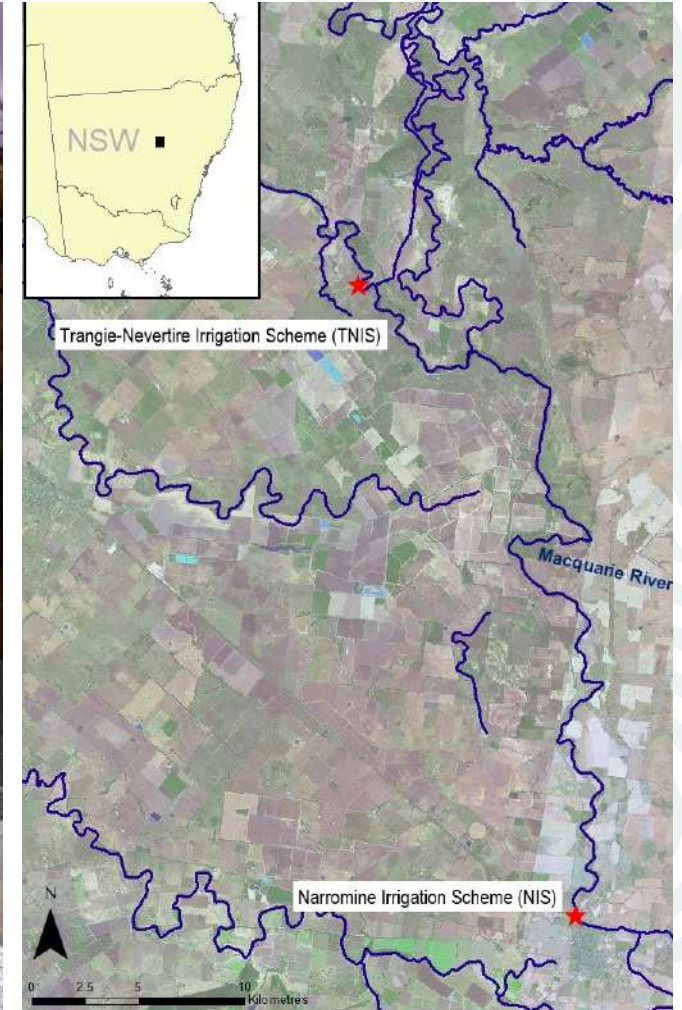 NSW
Trangie-Nevertire Irrigation Scheme (TNIS)
Macquarie River
Narromine Irrigation Scheme (NIS)
N
0 2.5 5 10
Kilometres